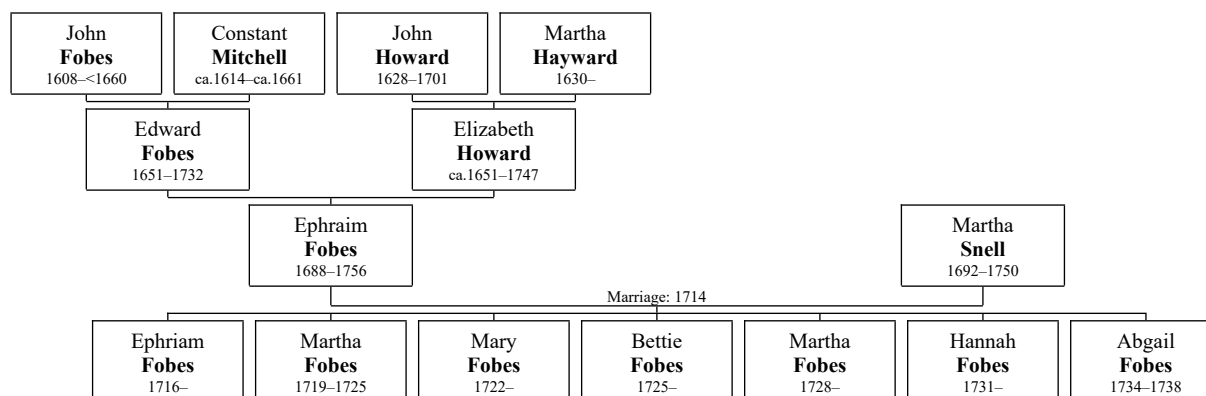 John
Fobes
1608–<1660
Constant
Mitchell
ca.1614–ca.1661
John
Howard
1628–1701
Martha
Hayward
1630–
Edward
Fobes
1651–1732
Elizabeth
Howard
ca.1651–1747
Ephraim
Fobes
1688–1756
Martha
Snell
1692–1750
Marriage: 1714
Ephriam
Fobes
1716–
Martha
Fobes
1719–1725
Mary
Fobes
1722–
Bettie
Fobes
1725–
Martha
Fobes
1728–
Hannah
Fobes
1731–
Abgail
Fobes
1734–1738